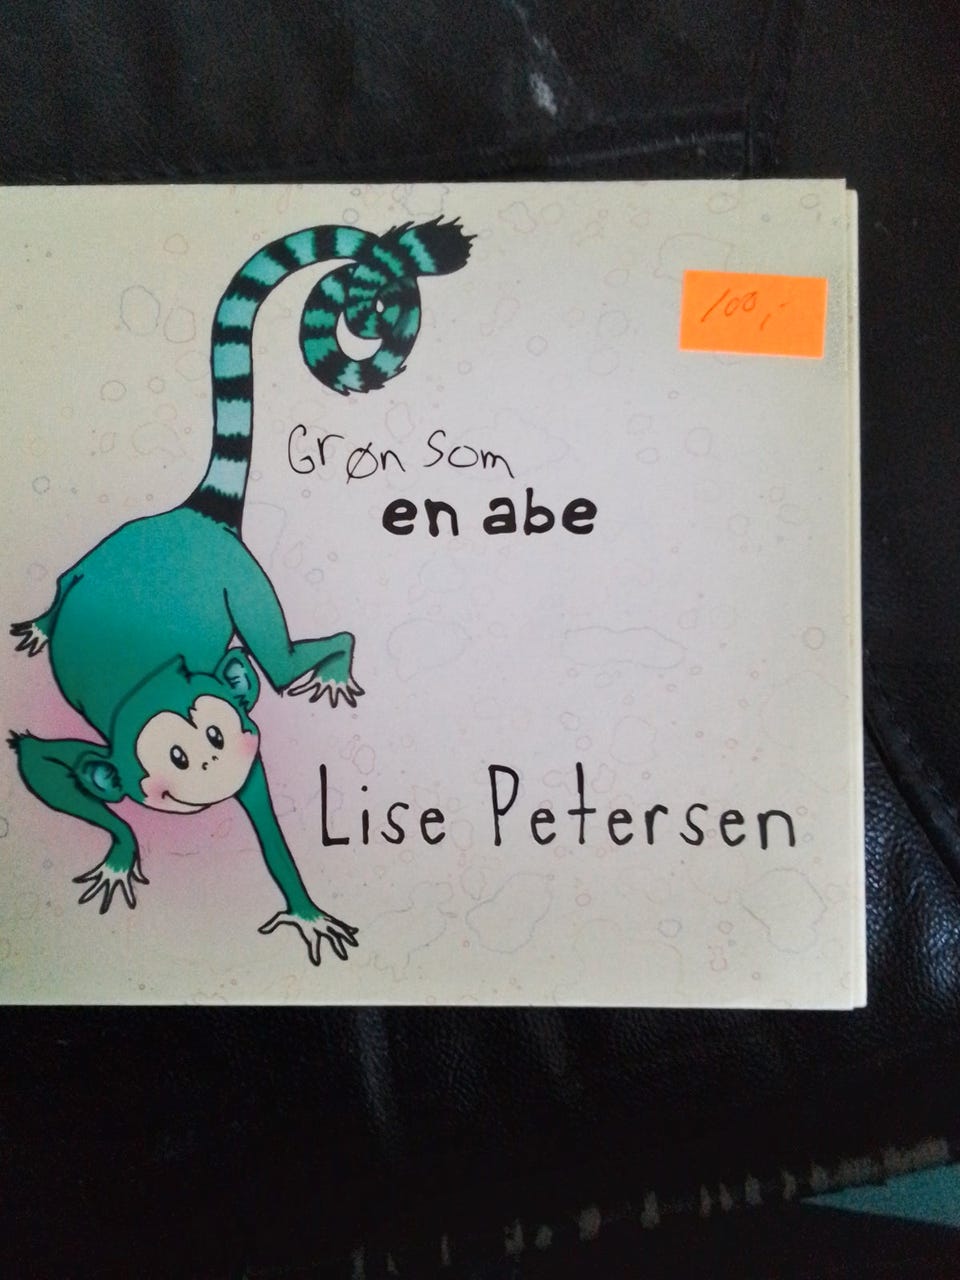 100,-
Grøn som
en abe
Lise Petersen